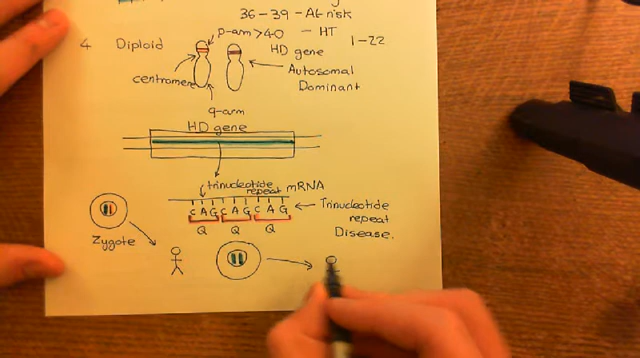 36-39 - At risk
p-arm >40 - HT
4 Diploid
HD gene
1-22
centromere
Autosomal
Dominant
q-arm
HD gene
trinucleotide
repeat mRNA
CAGCAGCAG
Trinucleotide
repeat
Disease.
Q Q Q
Zygote